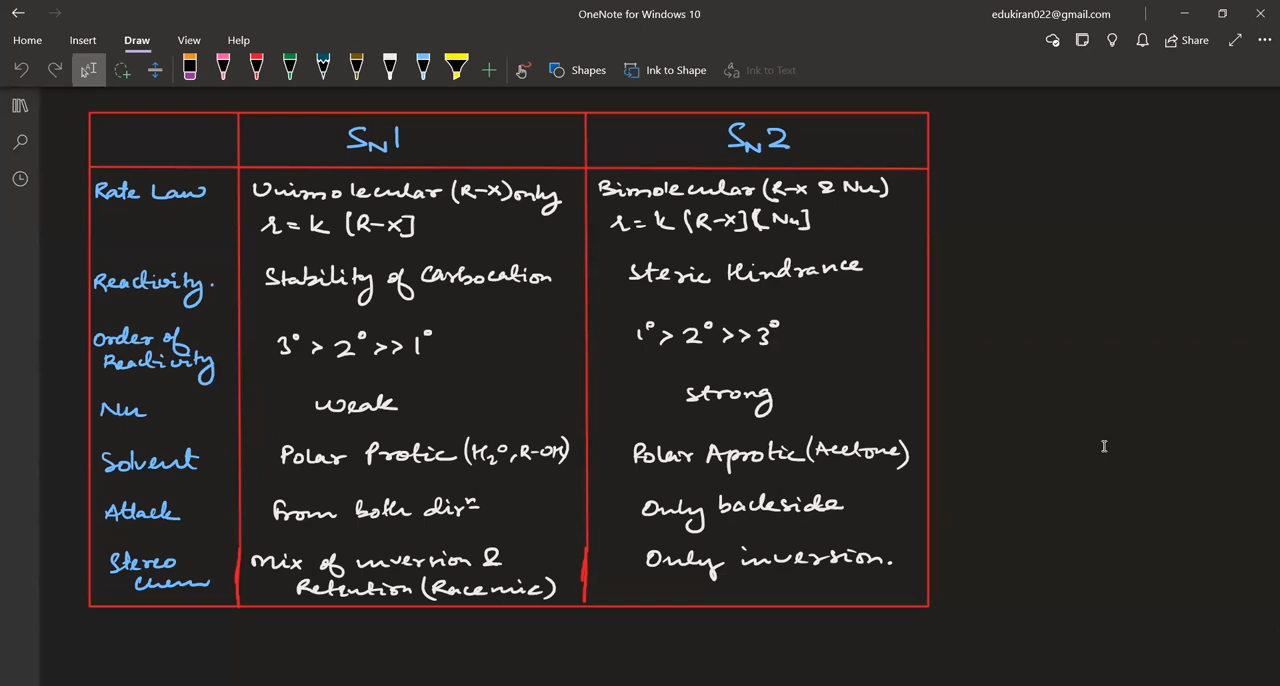 OneNote for Windows 10
edukiran022@gmail.com
Home Insert Draw View Help
Share
Shapes
Ink to Shape
Ink to Text
SN1 SN2
Rate Law
Unimolecular (R-X) only
r = k [R-X]
Bimolecular (R-x & Nu)
r = k [R-X][Nu]
Reactivity.
Stability of Carbocation
Steric Hindrance
Order of
Reactivity
3° > 2° >> 1°
1° > 2° >> 3°
Nu
weak
strong
Solvent
Polar Protic (H2O, R-OH)
Polar Aprotic (Acetone)
Attack
From both dirⁿ
Only backside
Stereo
Chem
Mix of inversion &
Retention (Racemic)
Only inversion.